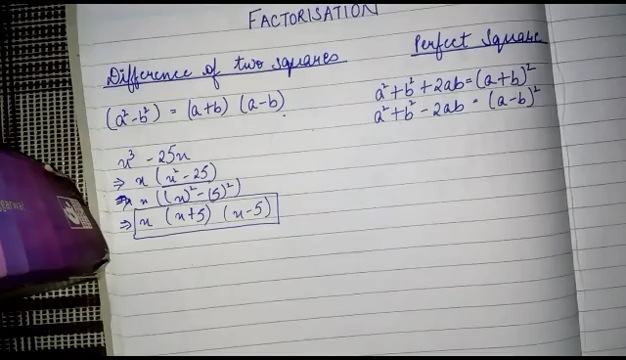 FACTORISATION
Difference of two squares
(a²-b²) = (a+b) (a-b)
x³ - 25x
⇒ x (x² - 25)
⇒ x ((x)² - (5)²)
⇒ x (x+5) (x-5)
Perfect Square
a² + b² + 2ab = (a+b)²
a² + b² - 2ab = (a-b)²